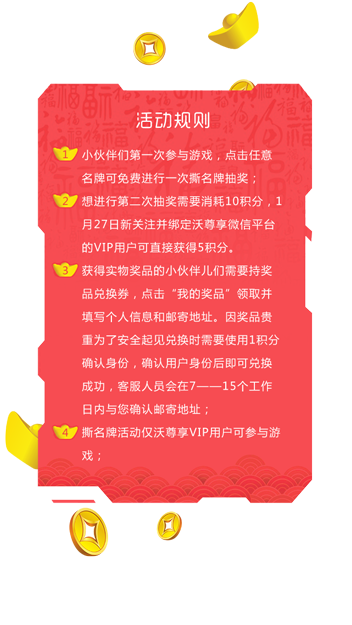 活动规则
1 小伙伴们第一次参与游戏，点击任意
名牌可免费进行一次撕名牌抽奖；
2 想进行第二次抽奖需要消耗10积分，1
月27日新关注并绑定沃尊享微信平台
的VIP用户可直接获得5积分。
3 获得实物奖品的小伙伴儿们需要持奖
品兑换券，点击“我的奖品”领取并
填写个人信息和邮寄地址。因奖品贵
重为了安全起见兑换时需要使用1积分
确认身份，确认用户身份后即可兑换
成功，客服人员会在7——15个工作
日内与您确认邮寄地址；
4 撕名牌活动仅沃尊享VIP用户可参与游
戏；